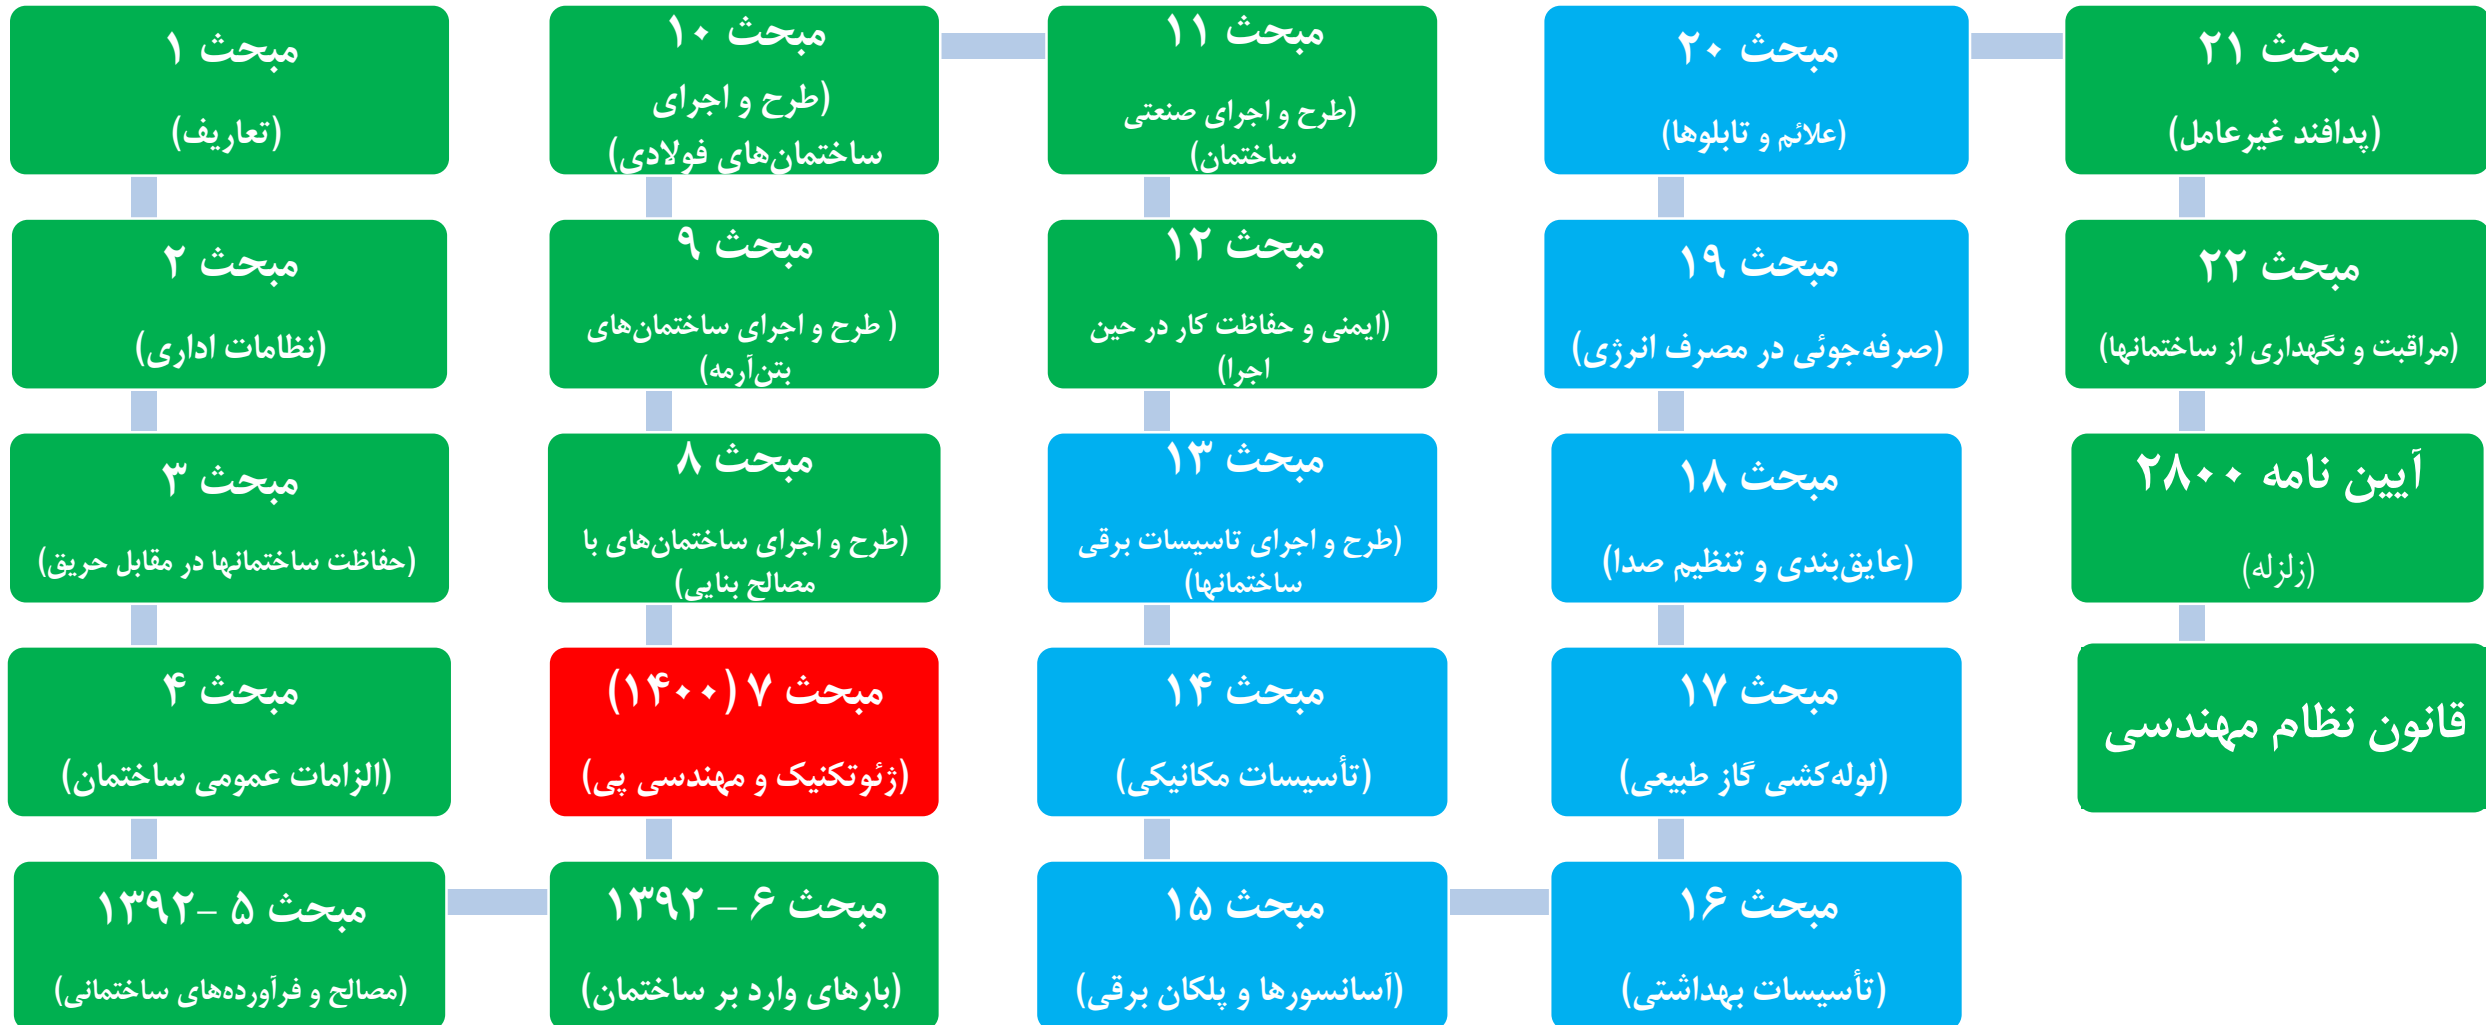 مبحث ۱
(تعاریف)
مبحث ۲
(نظامات اداری)
مبحث ۳
(حفاظت ساختمانها در مقابل حریق)
مبحث ۴
(الزامات عمومی ساختمان)
مبحث ۵ -۱۳۹۲
(مصالح و فرآورده‌های ساختمانی)
مبحث ۶ - ۱۳۹۲
(بارهای وارد بر ساختمان)
مبحث ۷ (۱۴۰۰)
(ژئوتکنیک و مهندسی پی)
مبحث ۸
(طرح و اجرای ساختمان‌های با
مصالح بنایی)
مبحث ۹
( طرح و اجرای ساختمان‌های
بتن‌آرمه)
مبحث ۱۰
(طرح و اجرای
ساختمان‌های فولادی)
مبحث ۱۱
(طرح و اجرای صنعتی
ساختمان)
مبحث ۱۲
(ایمنی و حفاظت کار در حین
اجرا)
مبحث ۱۳
(طرح و اجرای تاسیسات برقی
ساختمانها)
مبحث ۱۴
(تأسیسات مکانیکی)
مبحث ۱۵
(آسانسورها و پلکان برقی)
مبحث ۱۶
(تأسیسات بهداشتی)
مبحث ۱۷
(لوله‌کشی گاز طبیعی)
مبحث ۱۸
(عایق‌بندی و تنظیم صدا)
مبحث ۱۹
(صرفه‌جوئی در مصرف انرژی)
مبحث ۲۰
(علائم و تابلوها)
مبحث ۲۱
(پدافند غیرعامل)
مبحث ۲۲
(مراقبت و نگهداری از ساختمانها)
آیین نامه ۲۸۰۰
(زلزله)
قانون نظام مهندسی